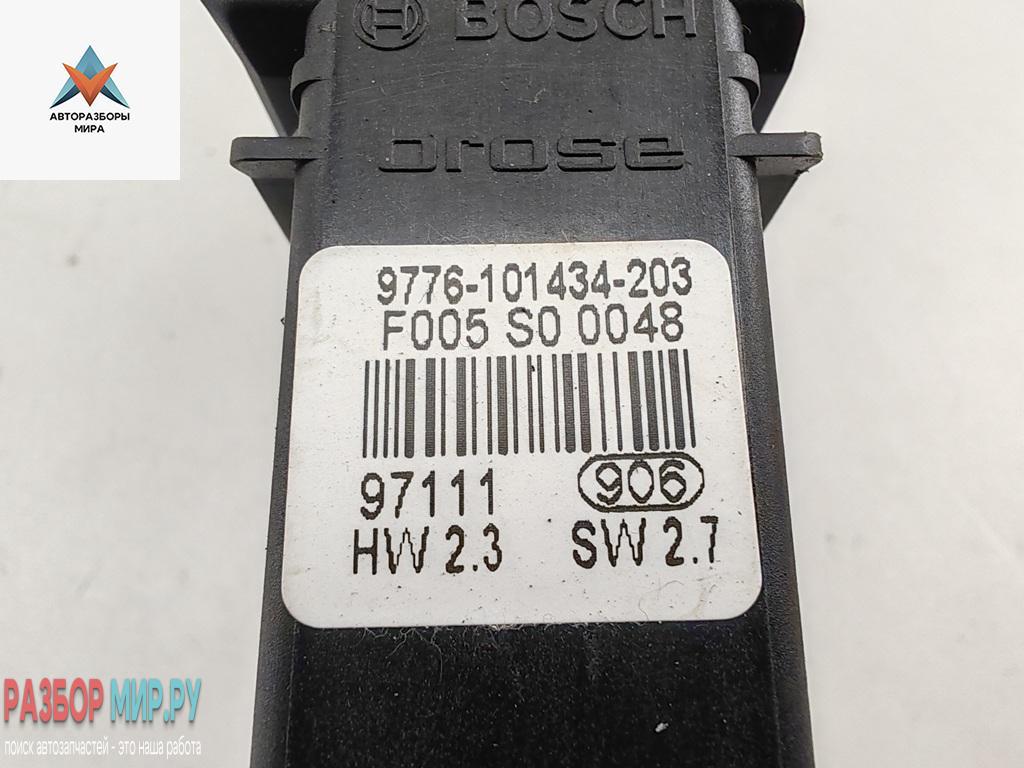 BOSCH
АВТОРАЗБОРЫ
МИРА
brose
9776-101434-203
F005 S0 0048
97111 906
HW 2.3 SW 2.7
РАЗБОР МИР.РУ
поиск автозапчастей - это наша работа